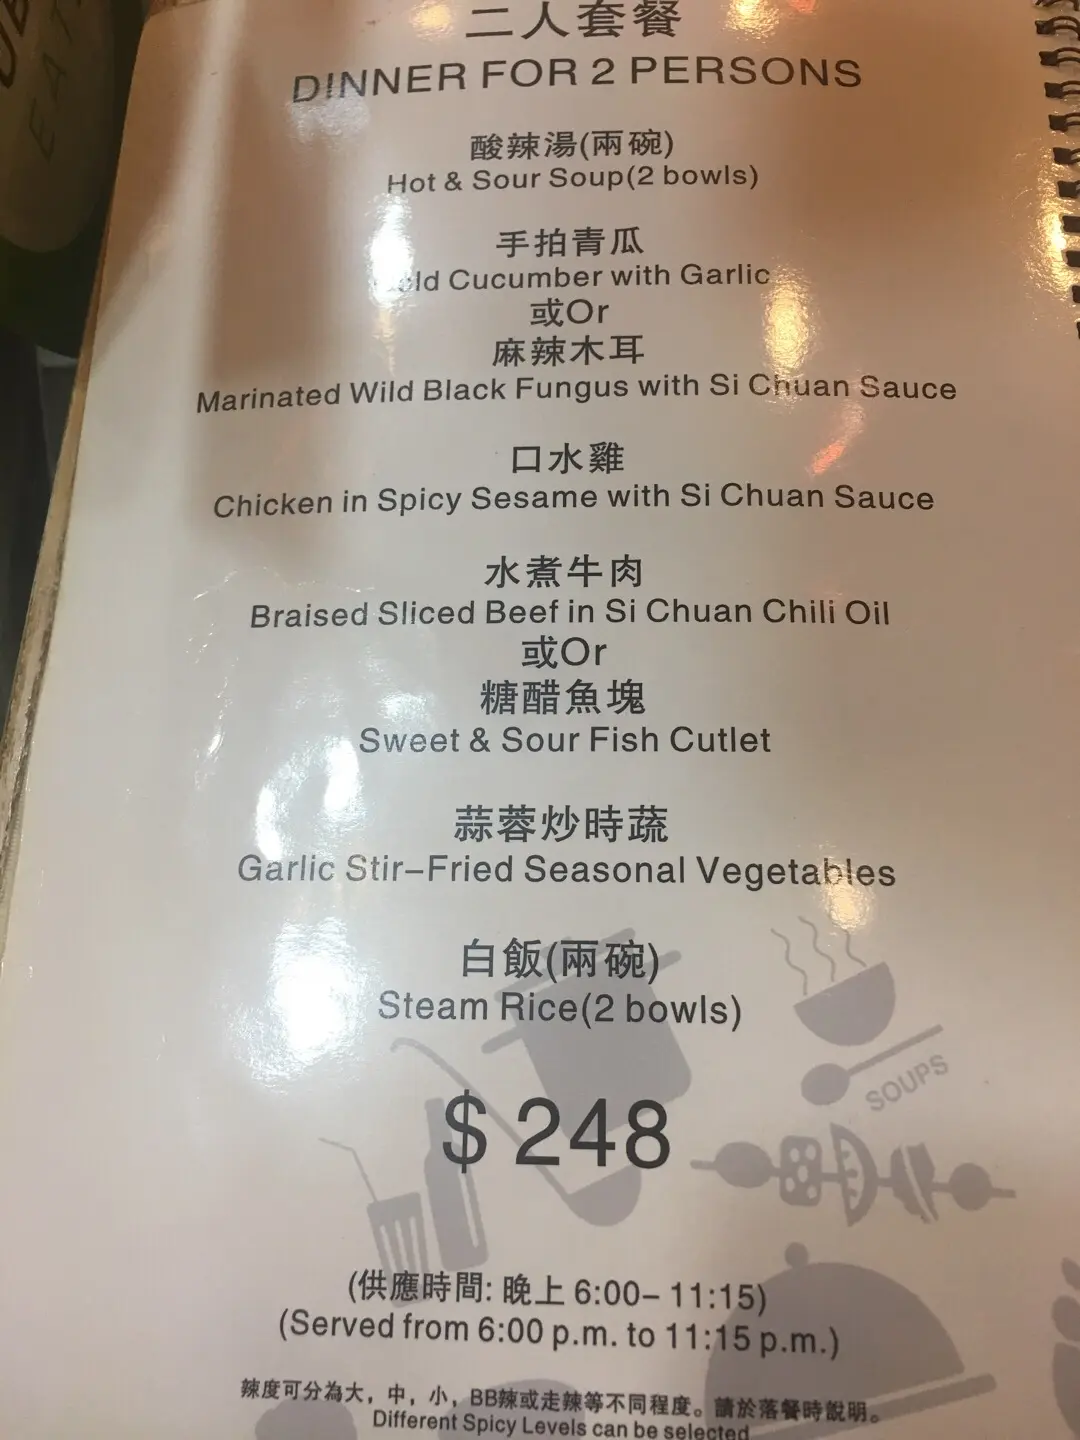 二人套餐
DINNER FOR 2 PERSONS
酸辣湯(兩碗)
Hot & Sour Soup(2 bowls)
手拍青瓜
Cucumber with Garlic
或Or
麻辣木耳
Marinated Wild Black Fungus with Si Chuan Sauce
口水雞
Chicken in Spicy Sesame with Si Chuan Sauce
水煮牛肉
Braised Sliced Beef in Si Chuan Chili Oil
或Or
糖醋魚塊
Sweet & Sour Fish Cutlet
蒜蓉炒時蔬
Garlic Stir-Fried Seasonal Vegetables
白飯(兩碗)
Steam Rice(2 bowls)
SOUPS
$ 248
(供應時間: 晚上 6:00- 11:15)
(Served from 6:00 p.m. to 11:15 p.m.)
辣度可分為大，中，小，BB辣或走辣等不同程度。請於落餐時說明。
Different Spicy Levels can be selected